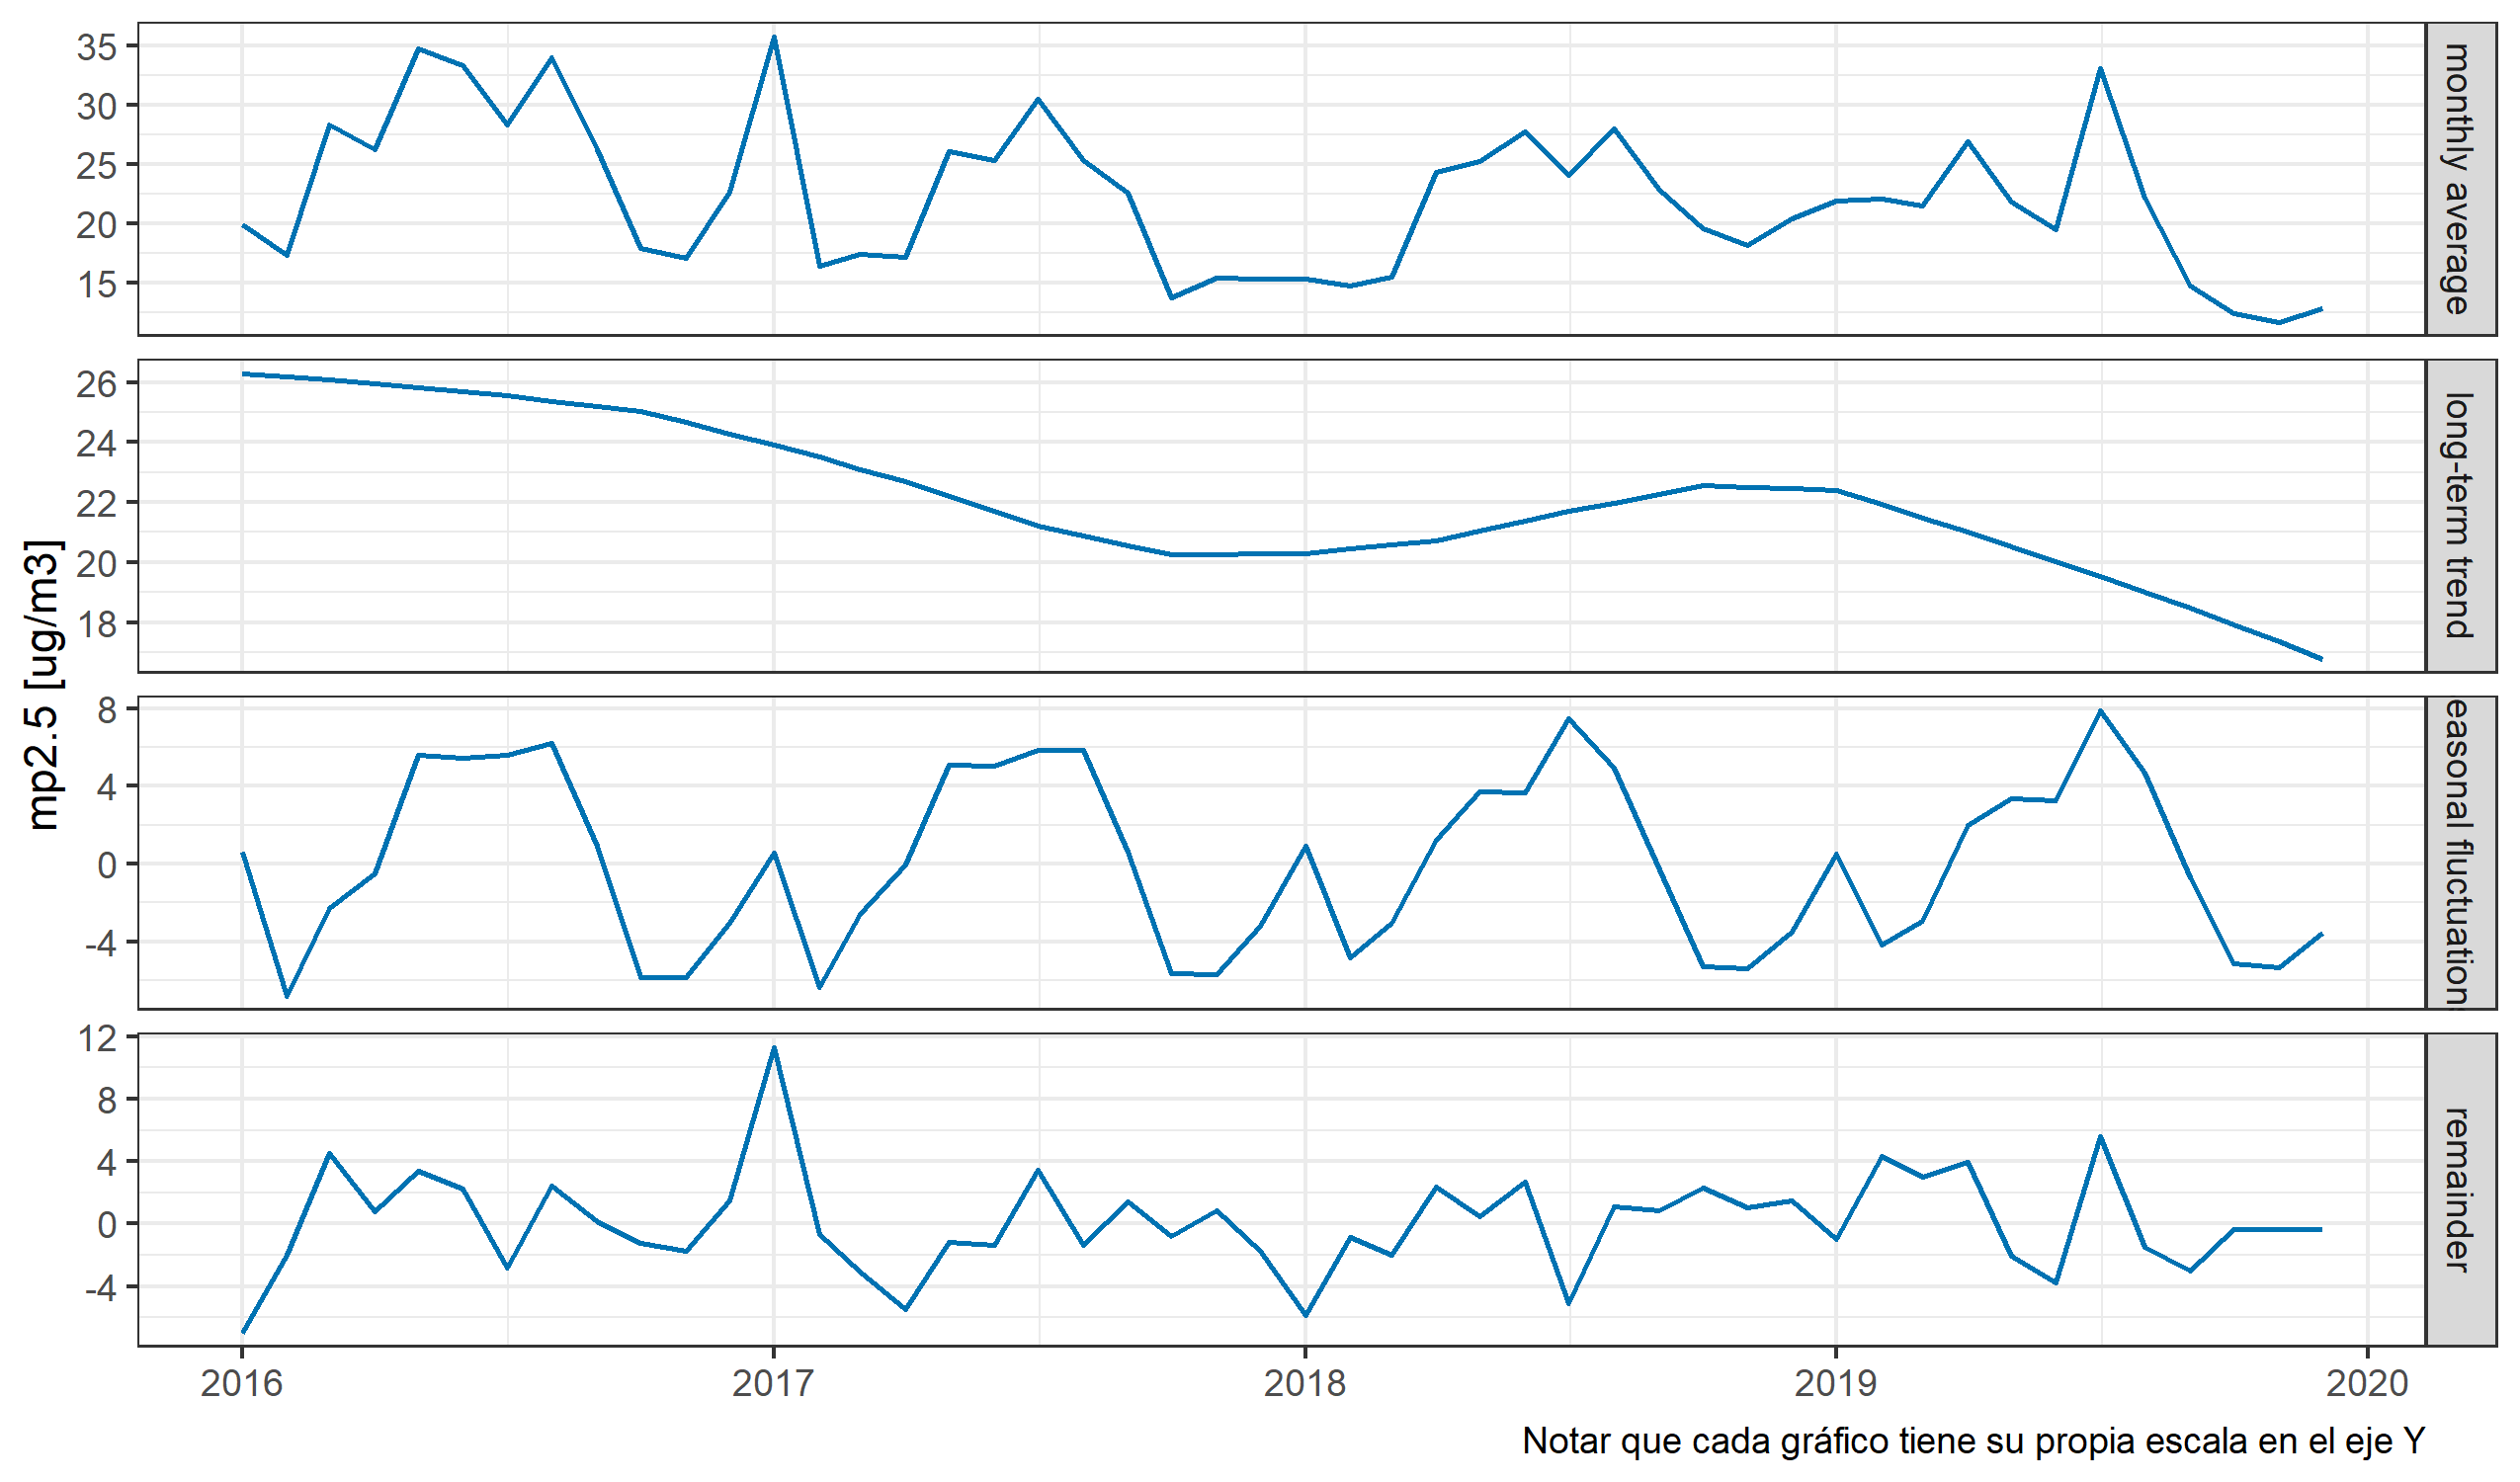 mp2.5 [ug/m3]
35
30
25
20
15
monthly average
26
24
22
20
18
long-term trend
8
4
0
-4
easonal fluctuation
12
8
4
0
-4
remainder
2016 2017 2018 2019 2020
Notar que cada gráfico tiene su propia escala en el eje Y